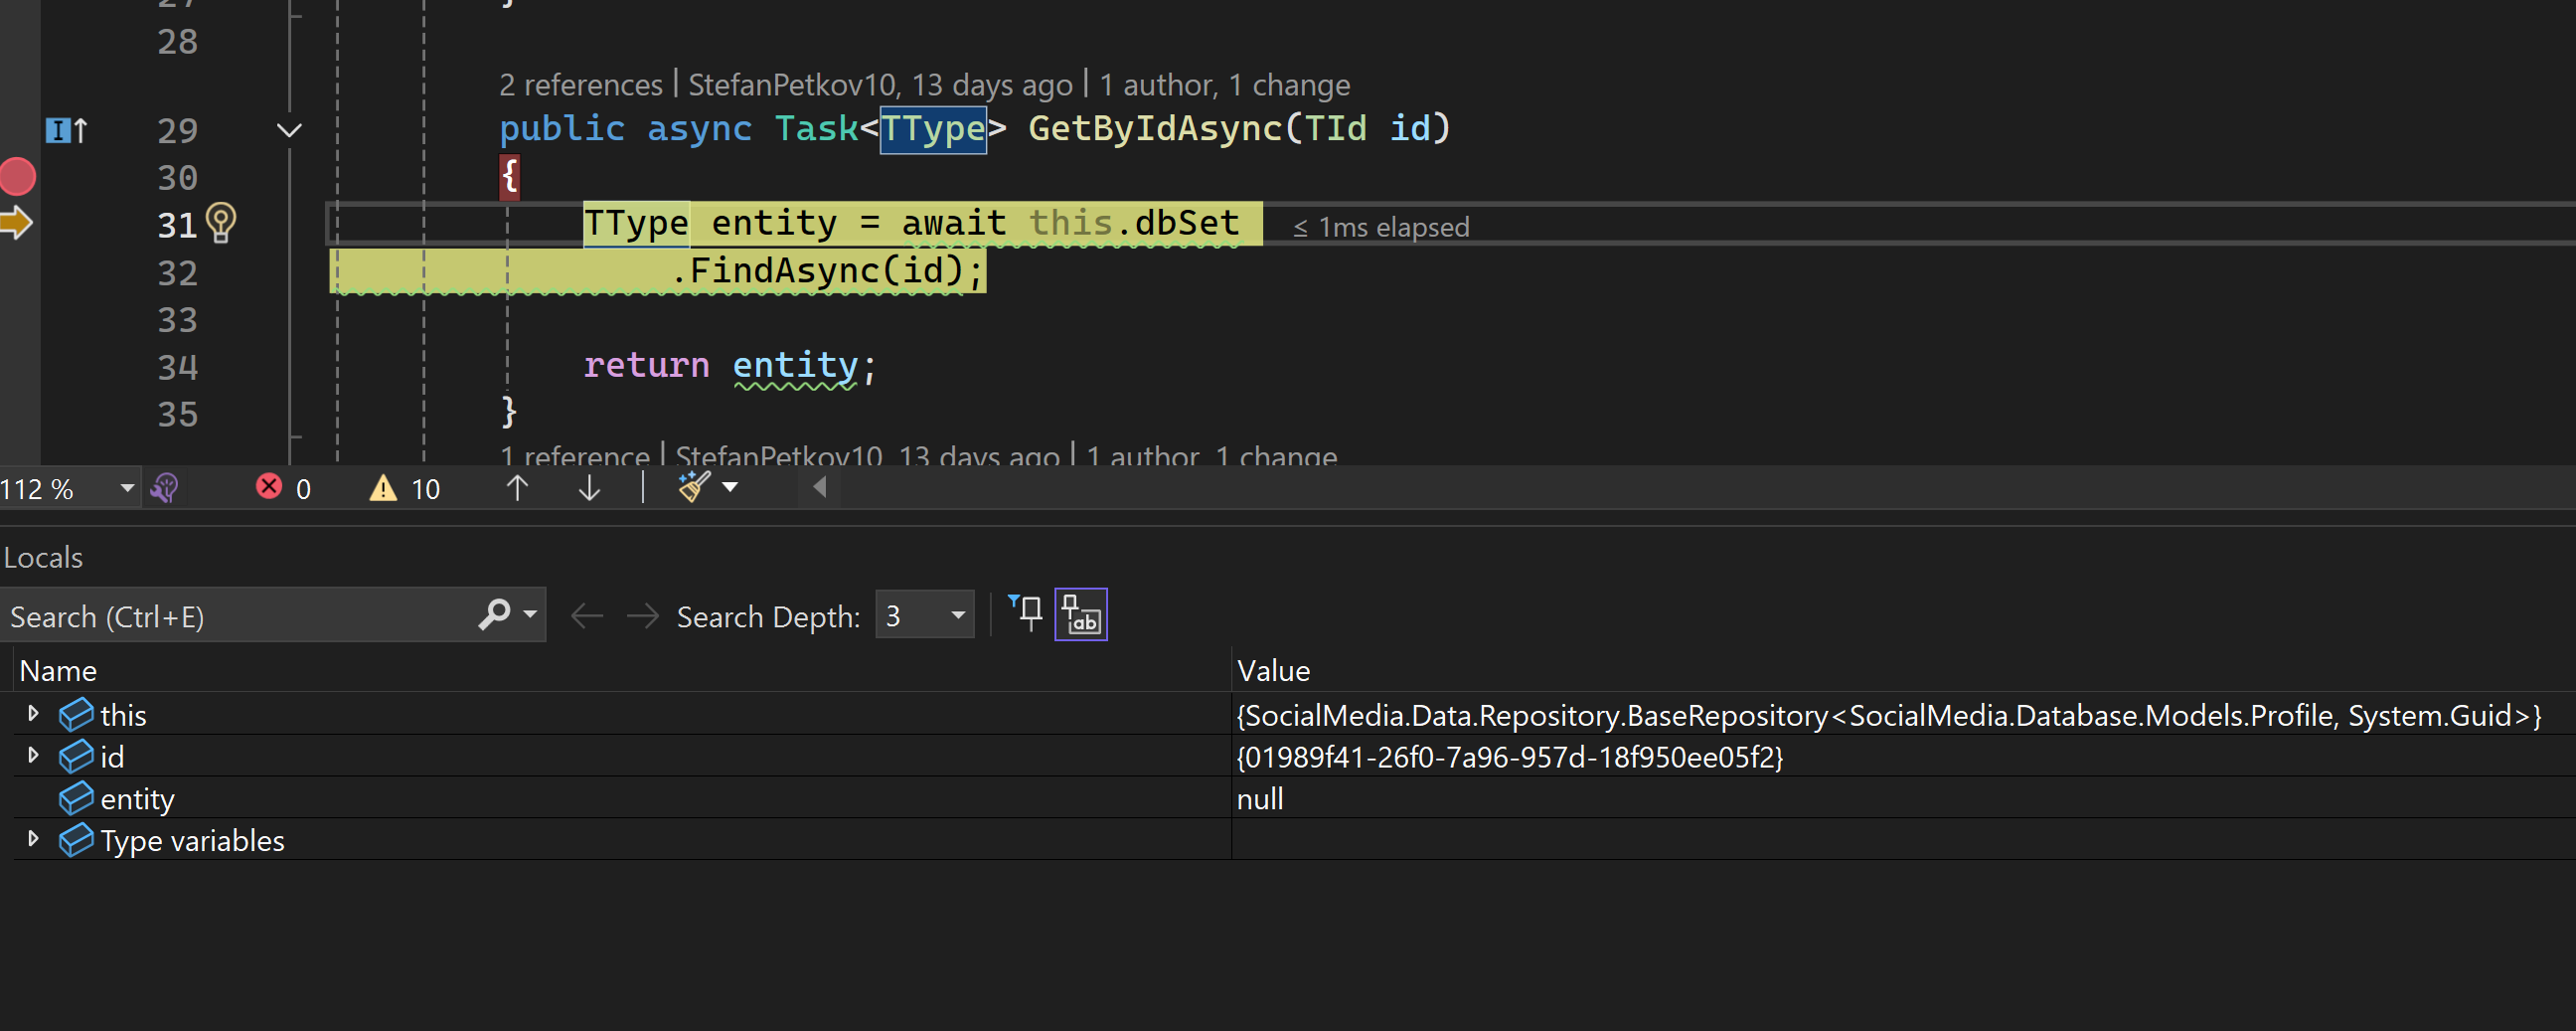 27 }
28
2 references | StefanPetkov10, 13 days ago | 1 author, 1 change
29 public async Task<TType> GetByIdAsync(TId id)
30 {
31 TType entity = await this.dbSet ≤ 1ms elapsed
32 .FindAsync(id);
33
34 return entity;
35 }
1 reference | StefanPetkov10, 13 days ago | 1 author, 1 change
112 % 0 10
Locals
Search (Ctrl+E) Search Depth: 3
Name Value
this {SocialMedia.Data.Repository.BaseRepository<SocialMedia.Database.Models.Profile, System.Guid>}
id {01989f41-26f0-7a96-957d-18f950ee05f2}
entity null
Type variables